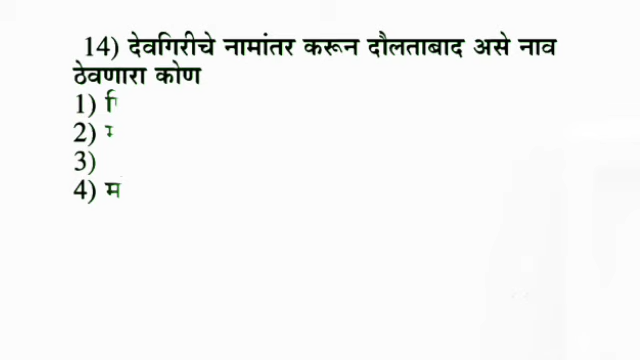 14) देवगिरीचे नामांतर करून दौलताबाद असे नाव
ठेवणारा कोण
1)
2)
3)
4) म